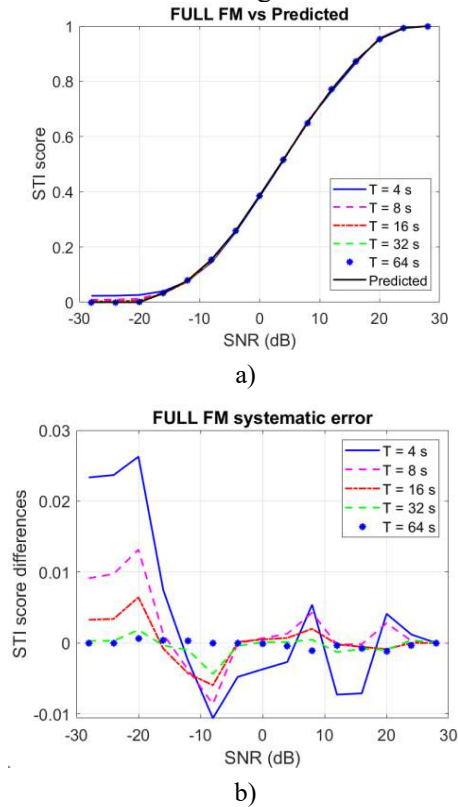 FULL FM vs Predicted
1
0.8
0.6
0.4
0.2
0
STI score
T = 4 s
T = 8 s
T = 16 s
T = 32 s
T = 64 s
Predicted
-30 -20 -10 0 10 20 30
SNR (dB)
a)
FULL FM systematic error
0.03
0.02
0.01
0
-0.01
STI score differences
T = 4 s
T = 8 s
T = 16 s
T = 32 s
T = 64 s
-30 -20 -10 0 10 20 30
SNR (dB)
b)